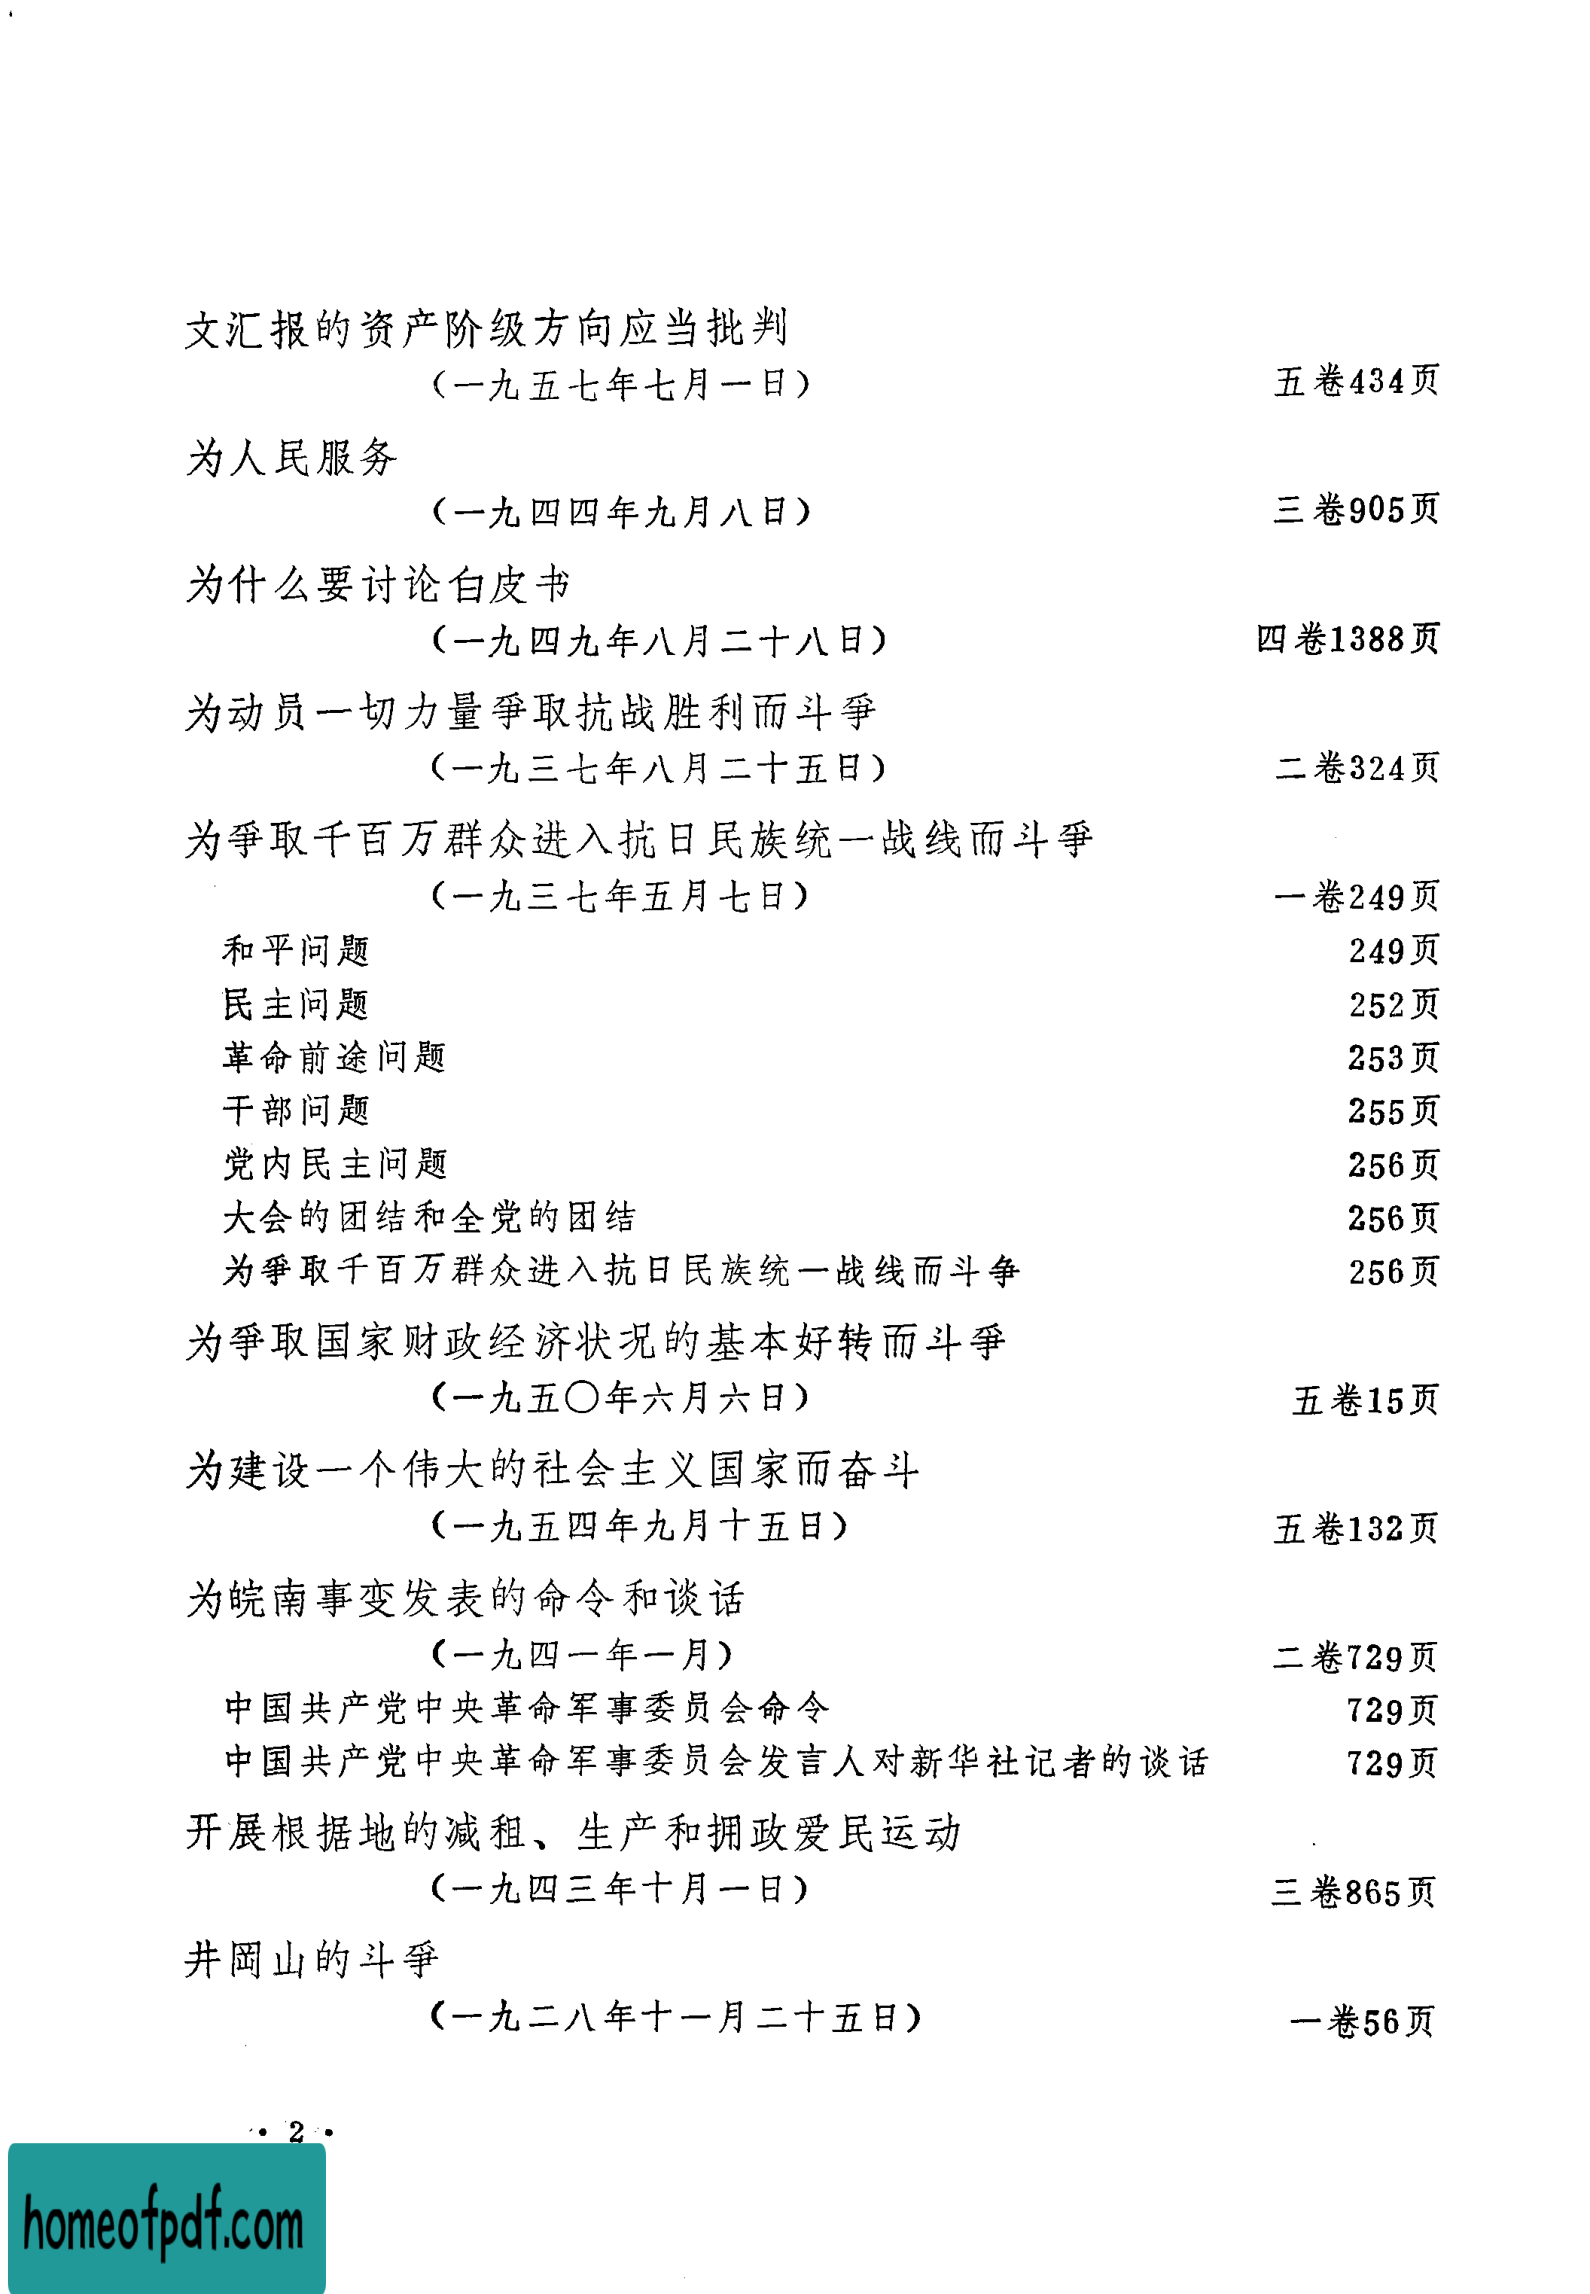 文汇报的资产阶级方向应当批判
（一九五七年七月一日） 五卷434页
为人民服务
（一九四四年九月八日） 三卷905页
为什么要讨论白皮书
（一九四九年八月二十八日） 四卷1388页
为动员一切力量爭取抗战胜利而斗爭
（一九三七年八月二十五日） 二卷324页
为爭取千百万群众进入抗日民族统一战线而斗爭
（一九三七年五月七日） 一卷249页
和平问题 249页
民主问题 252页
革命前途问题 253页
干部问题 255页
党内民主问题 256页
大会的团结和全党的团结 256页
为爭取千百万群众进入抗日民族统一战线而斗争 256页
为爭取国家财政经济状况的基本好转而斗爭
（一九五〇年六月六日） 五卷15页
为建设一个伟大的社会主义国家而奋斗
（一九五四年九月十五日） 五卷132页
为皖南事变发表的命令和谈话
（一九四一年一月） 二卷729页
中国共产党中央革命军事委员会命令 729页
中国共产党中央革命军事委员会发言人对新华社记者的谈话 729页
开展根据地的减租、生产和拥政爱民运动
（一九四三年十月一日） 三卷865页
井岡山的斗爭
（一九二八年十一月二十五日） 一卷56页
· 2 ·
homeofpdf.com